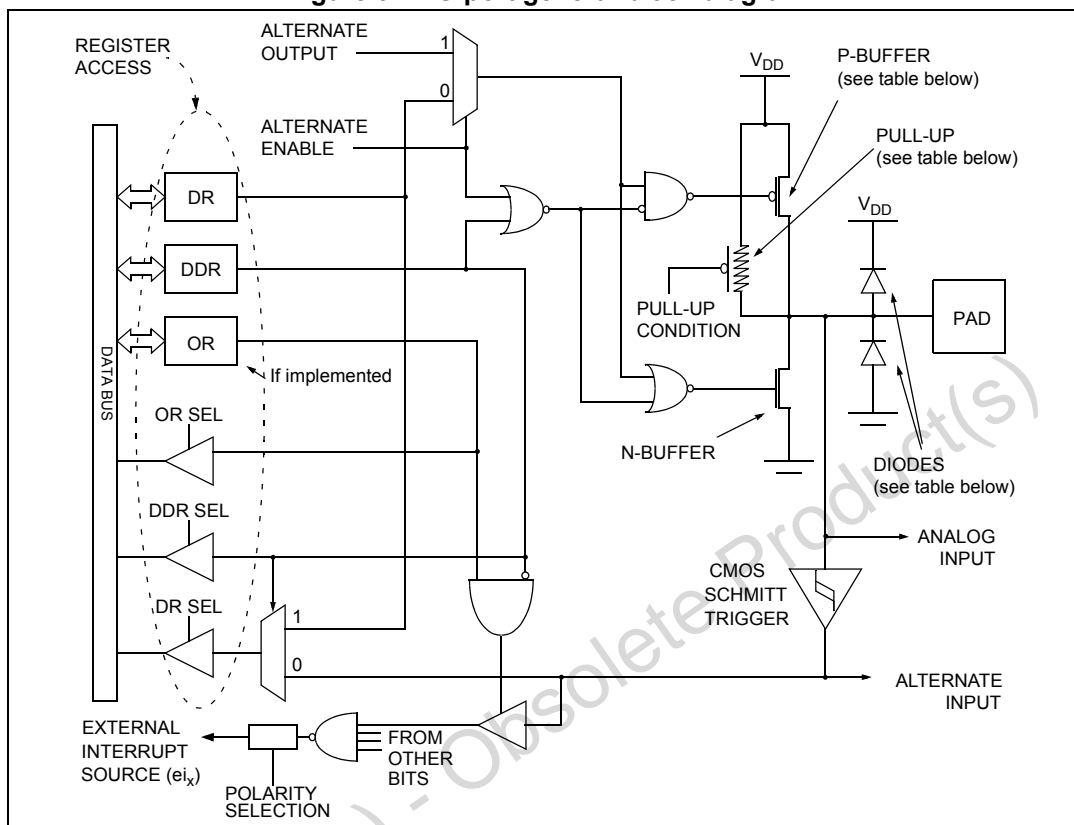 ALTERNATE
OUTPUT
1
0
REGISTER
ACCESS
ALTERNATE
ENABLE
VDD
P-BUFFER
(see table below)
PULL-UP
(see table below)
DR
DDR
OR
If implemented
DATA BUS
PULL-UP
CONDITION
VDD
PAD
OR SEL
N-BUFFER
DIODES
(see table below)
DDR SEL
ANALOG
INPUT
CMOS
SCHMITT
TRIGGER
DR SEL
1
0
ALTERNATE
INPUT
EXTERNAL
INTERRUPT
SOURCE (eix)
FROM
OTHER
BITS
POLARITY
SELECTION
) - Obsolete Product(s)